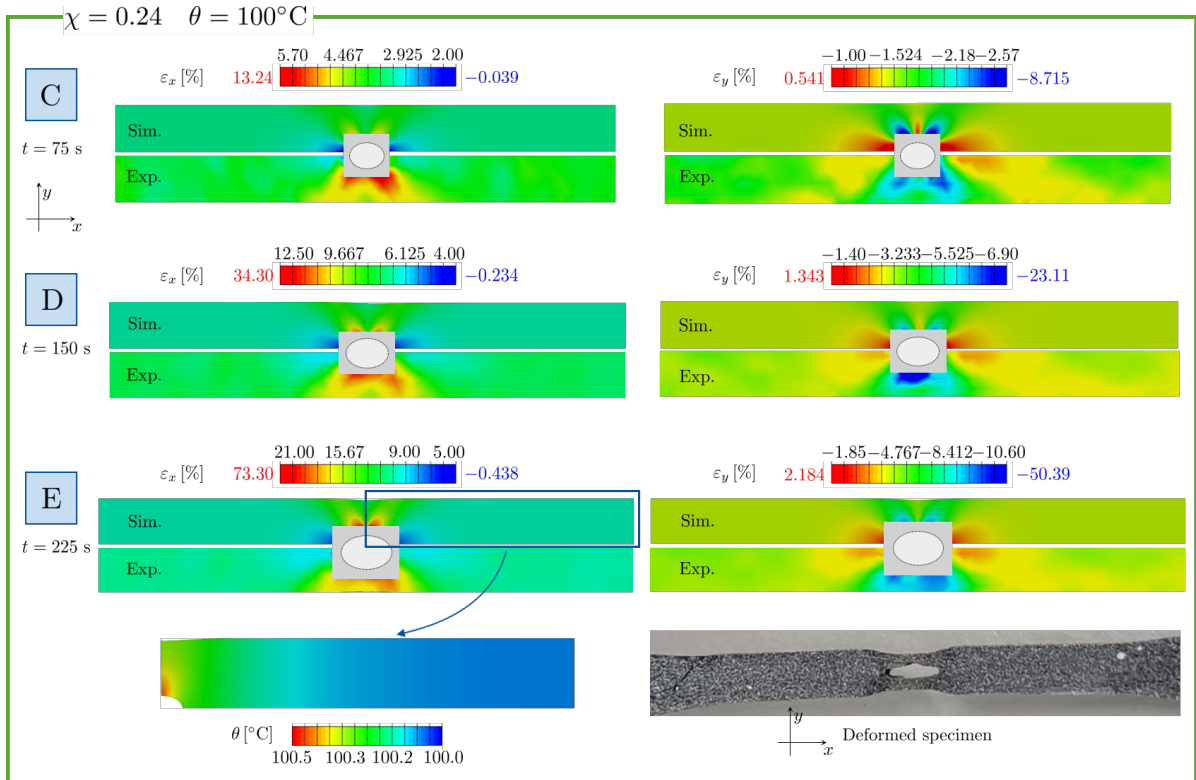 χ = 0.24 θ = 100°C
5.70 4.467 2.925 2.00
ε_x [%] 13.24 −0.039
−1.00 −1.524 −2.18 −2.57
ε_y [%] 0.541 −8.715
C
t = 75 s
Sim.
Exp.
Sim.
Exp.
y
x
12.50 9.667 6.125 4.00
ε_x [%] 34.30 −0.234
−1.40 −3.233 −5.525 −6.90
ε_y [%] 1.343 −23.11
D
t = 150 s
Sim.
Exp.
Sim.
Exp.
21.00 15.67 9.00 5.00
ε_x [%] 73.30 −0.438
−1.85 −4.767 −8.412 −10.60
ε_y [%] 2.184 −50.39
E
t = 225 s
Sim.
Exp.
Sim.
Exp.
θ [°C]
100.5 100.3 100.2 100.0
y
x
Deformed specimen